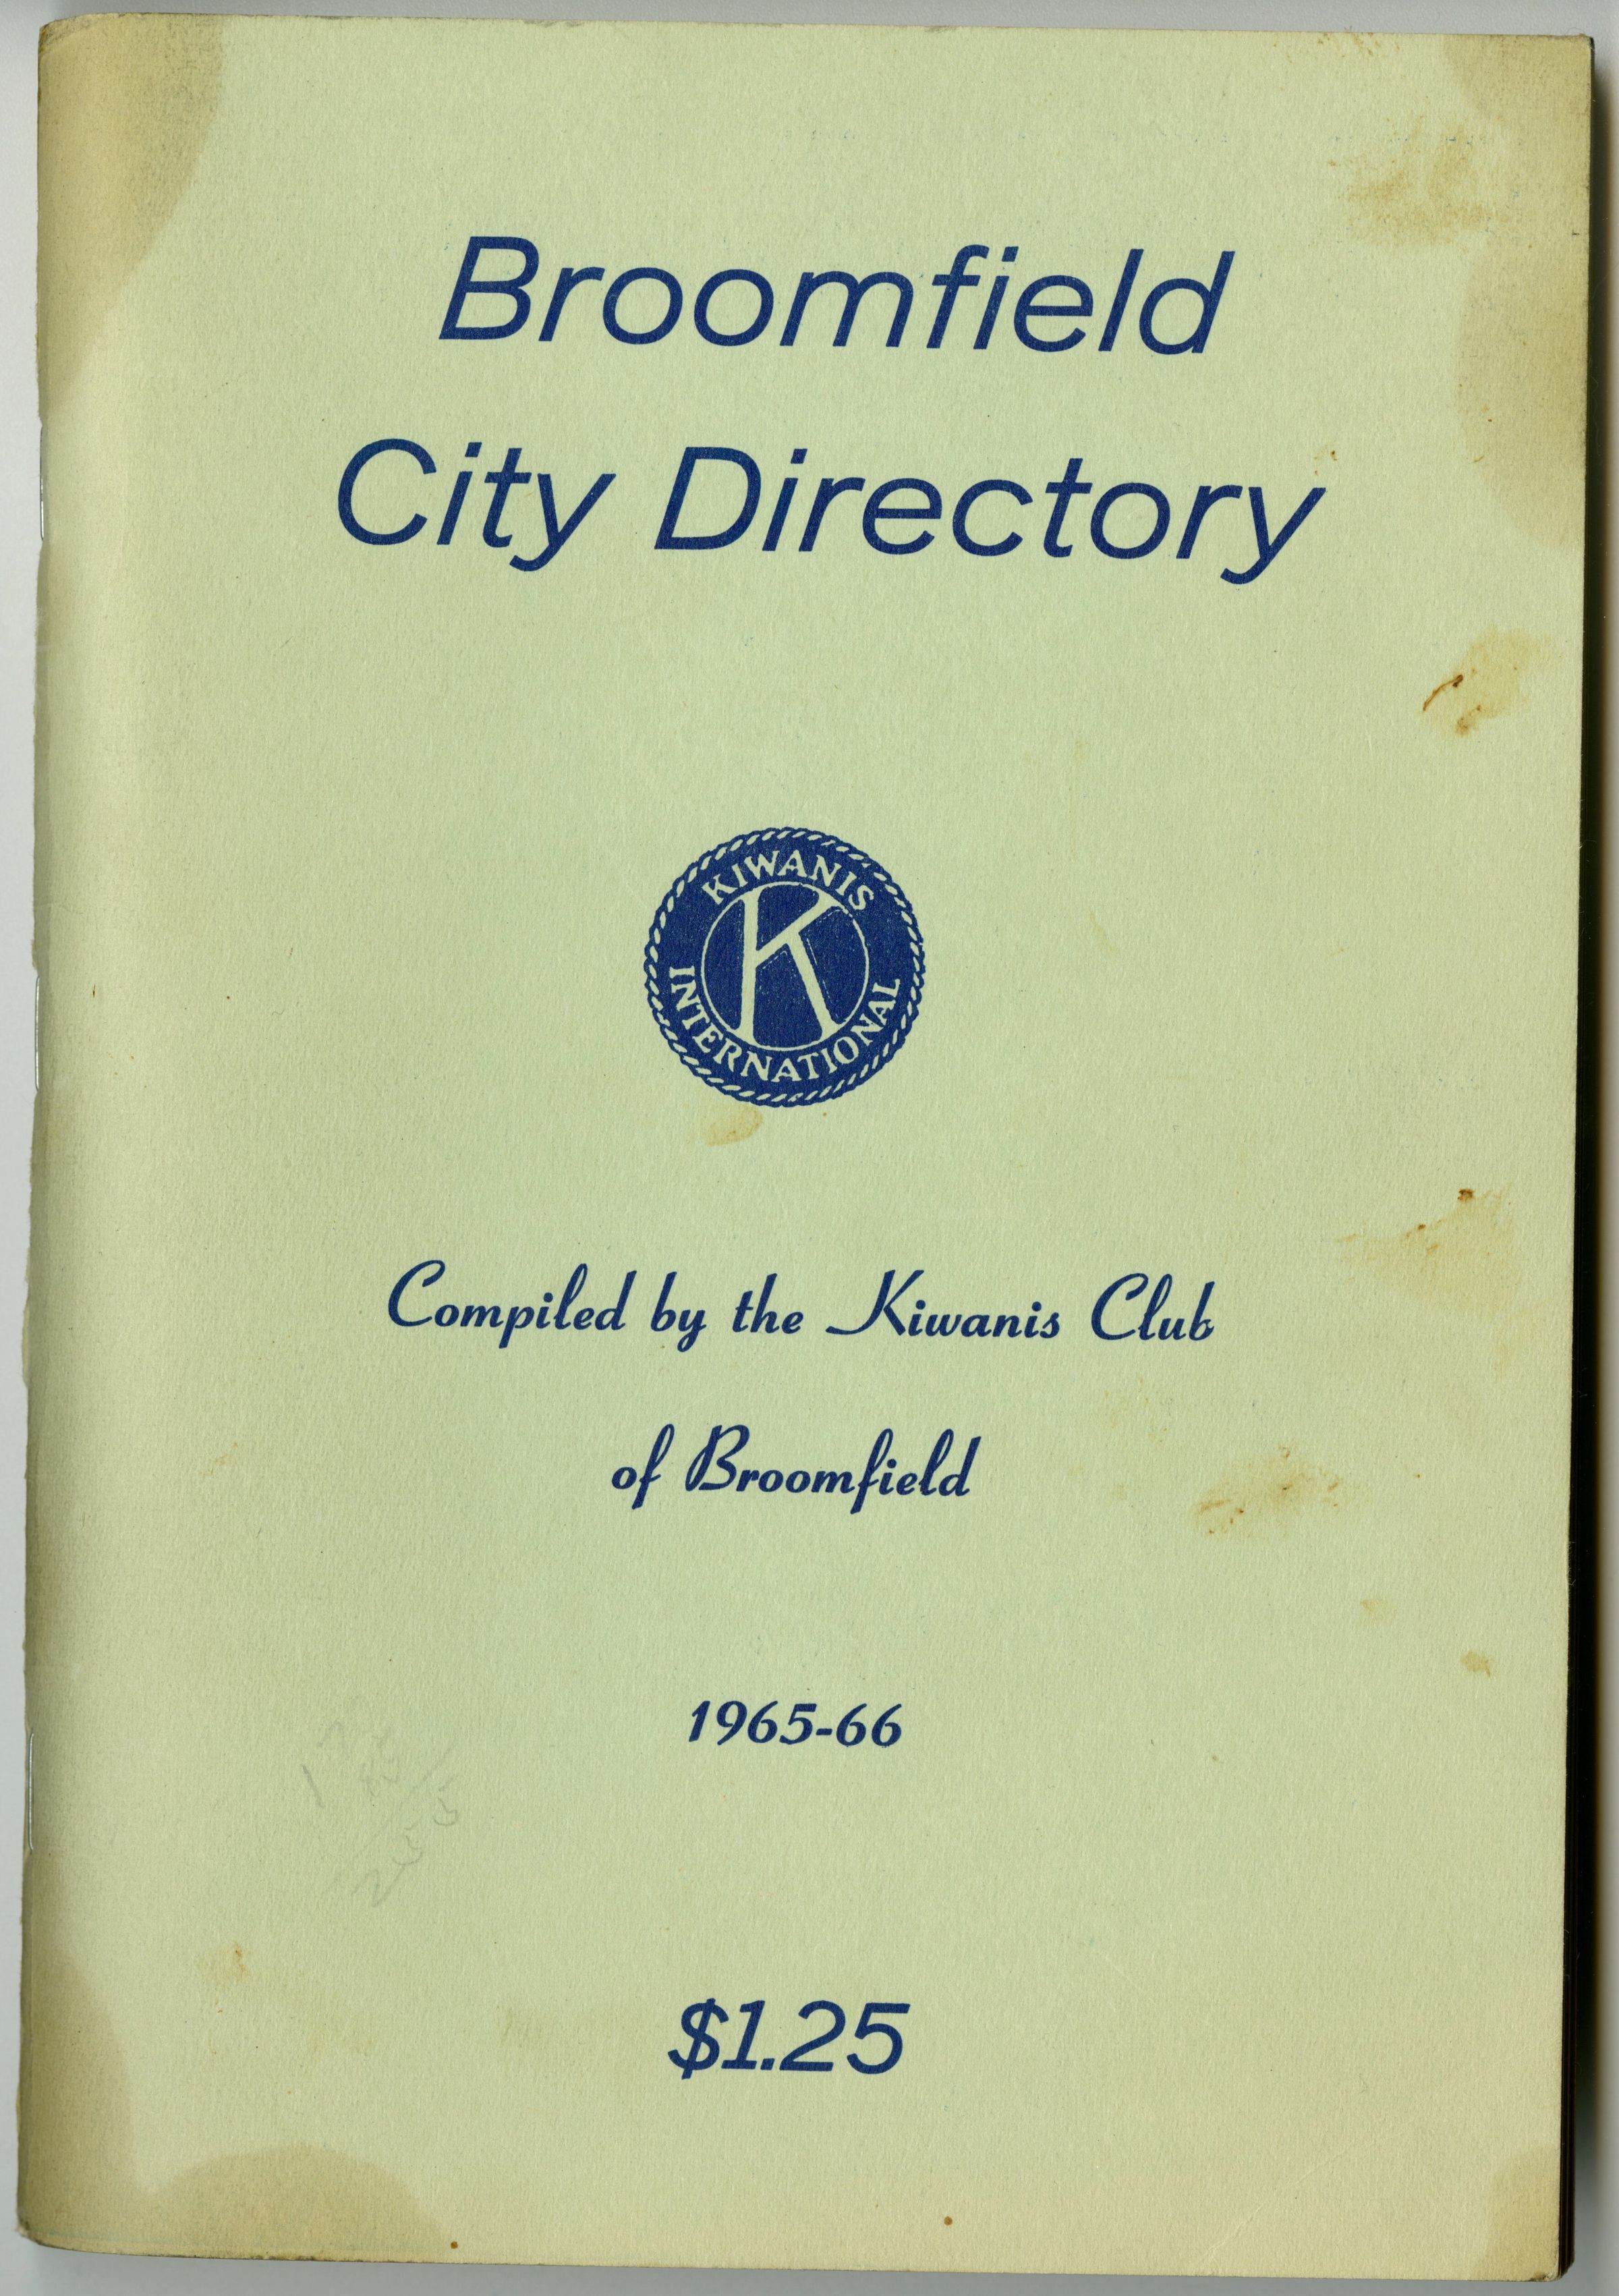 Broomfield
City Directory
KIWANIS
K
INTERNATIONAL
Compiled by the Kiwanis Club
of Broomfield
1965-66
$1.25